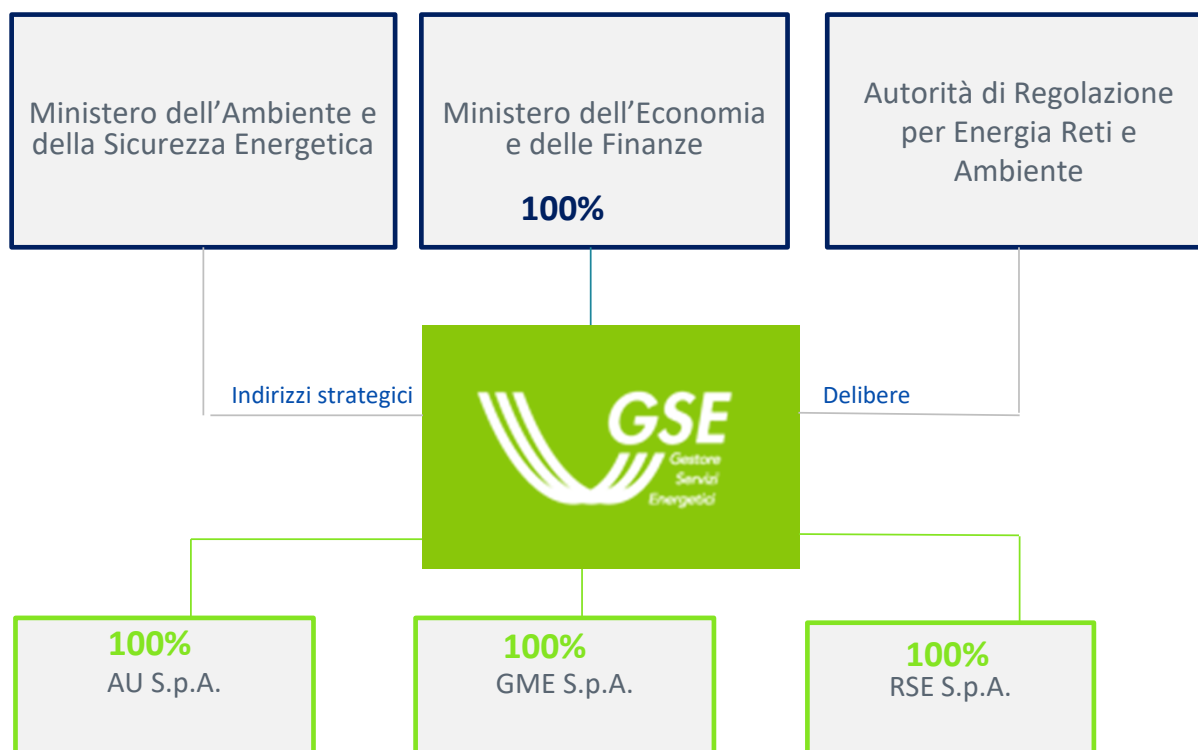 Ministero dell’Ambiente e
della Sicurezza Energetica
Ministero dell’Economia
e delle Finanze
100%
Autorità di Regolazione
per Energia Reti e
Ambiente
Indirizzi strategici
GSE
Gestore
Servizi
Energetici
Delibere
100%
AU S.p.A.
100%
GME S.p.A.
100%
RSE S.p.A.